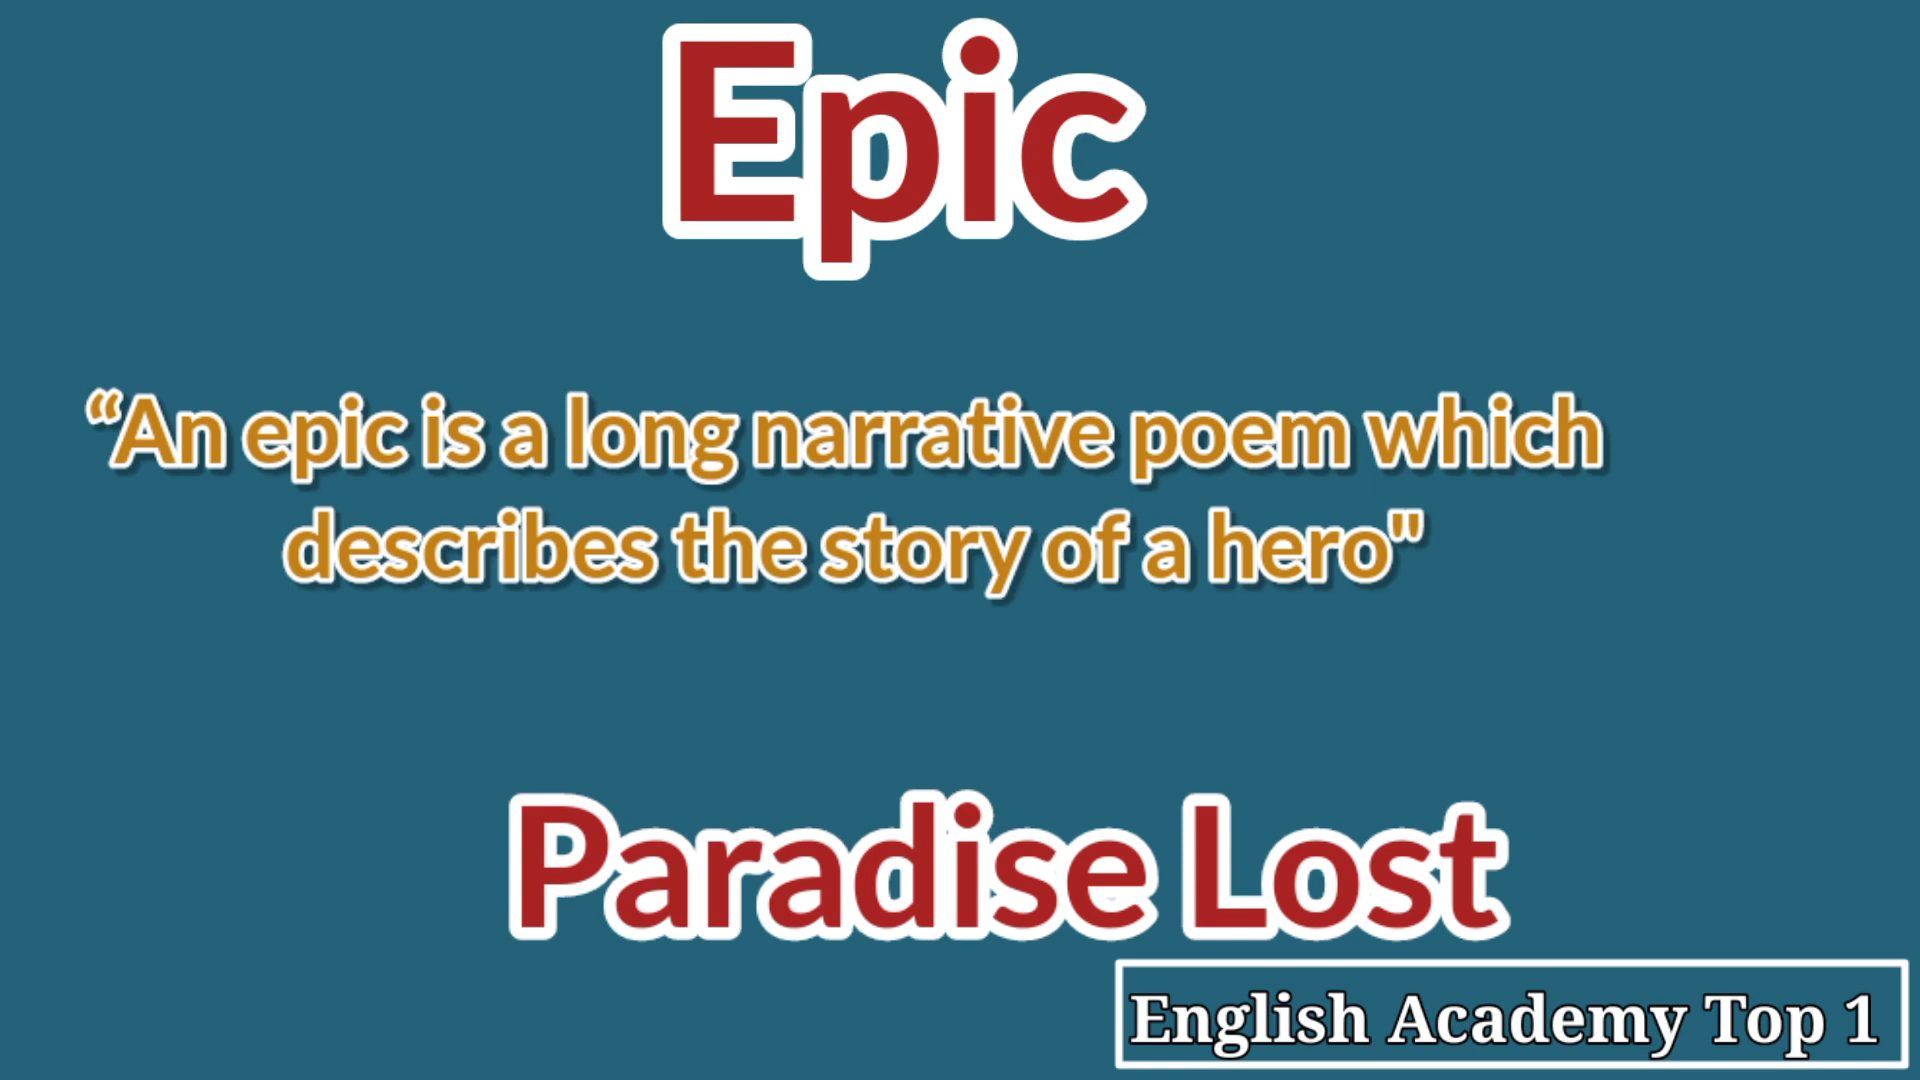 Epic
“An epic is a long narrative poem which
describes the story of a hero"
Paradise Lost
English Academy Top 1